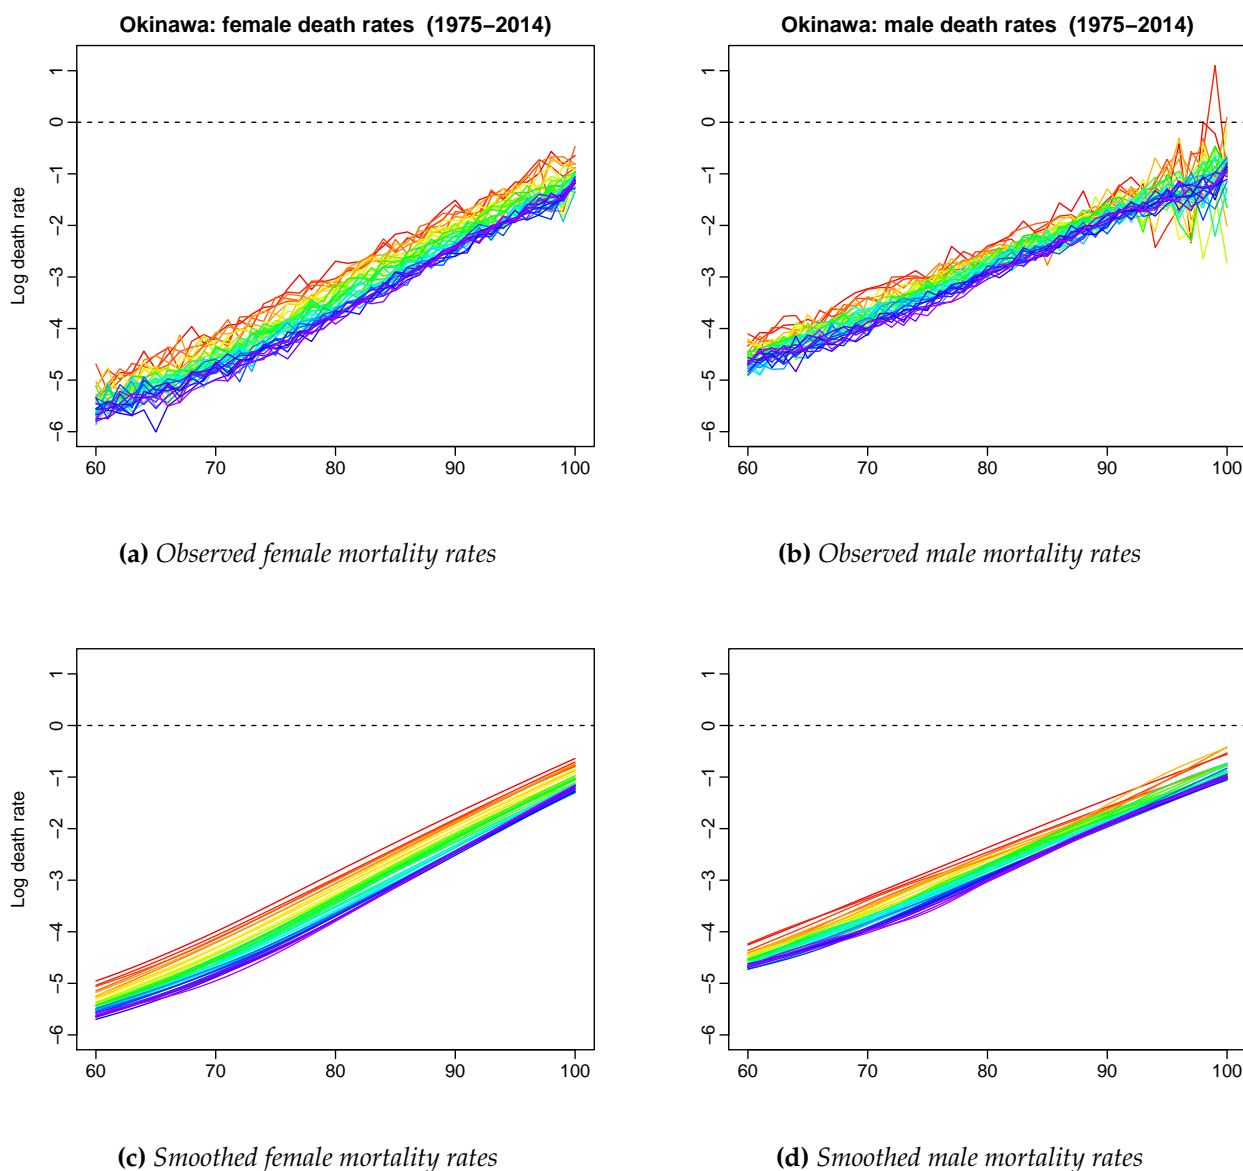 Okinawa: female death rates (1975−2014)
Okinawa: male death rates (1975−2014)
Log death rate
1
0
−1
−2
−3
−4
−5
−6
60 70 80 90 100
1
0
−1
−2
−3
−4
−5
−6
60 70 80 90 100
(a) Observed female mortality rates
(b) Observed male mortality rates
Log death rate
1
0
−1
−2
−3
−4
−5
−6
60 70 80 90 100
1
0
−1
−2
−3
−4
−5
−6
60 70 80 90 100
(c) Smoothed female mortality rates
(d) Smoothed male mortality rates